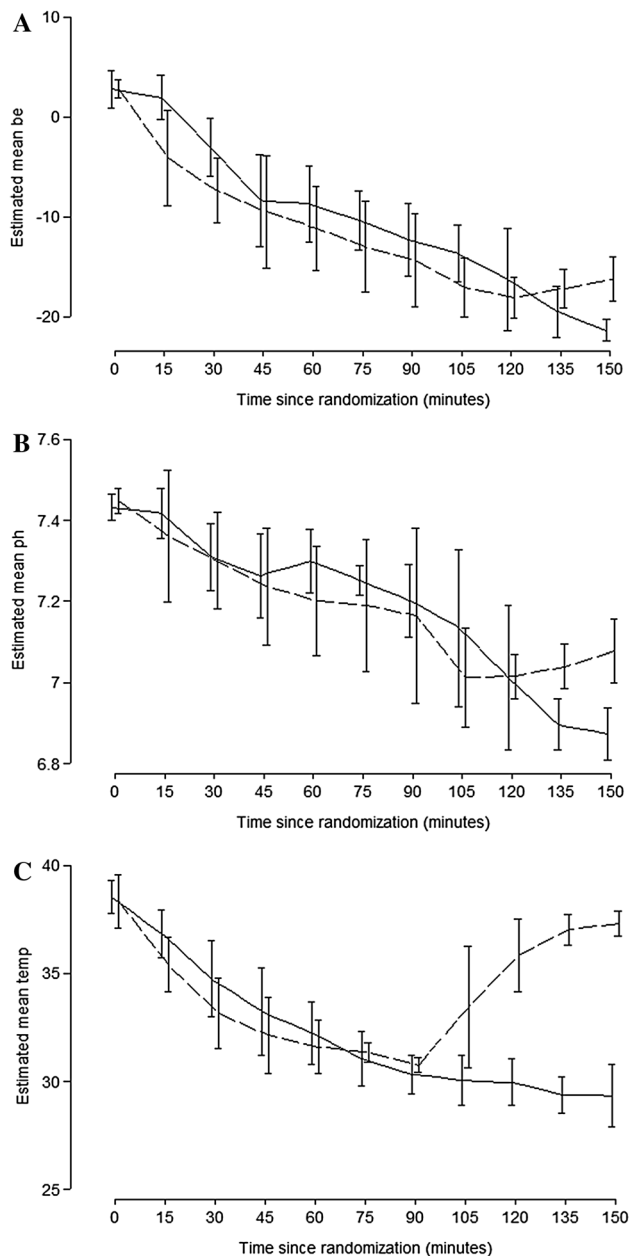 A
10
0
-10
-20
Estimated mean be
0 15 30 45 60 75 90 105 120 135 150
Time since randomization (minutes)
B
7.6
7.4
7.2
7
6.8
Estimated mean ph
0 15 30 45 60 75 90 105 120 135 150
Time since randomization (minutes)
C
40
35
30
25
Estimated mean temp
0 15 30 45 60 75 90 105 120 135 150
Time since randomization (minutes)